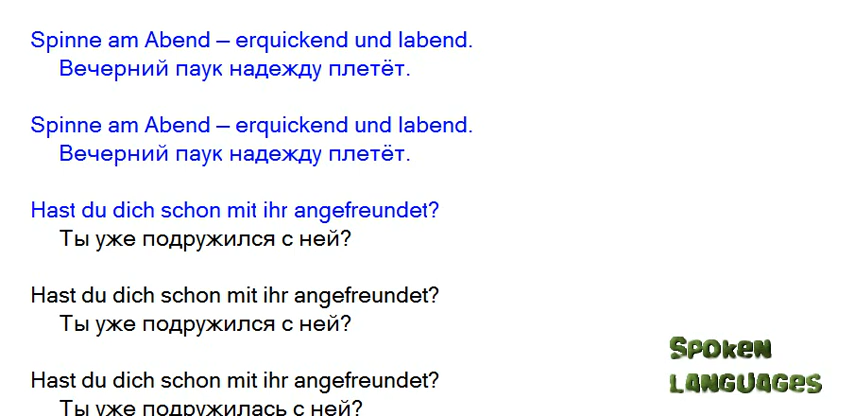 Spinne am Abend – erquickend und labend.
Вечерний паук надежду плетёт.
Spinne am Abend – erquickend und labend.
Вечерний паук надежду плетёт.
Hast du dich schon mit ihr angefreundet?
Ты уже подружился с ней?
Hast du dich schon mit ihr angefreundet?
Ты уже подружился с ней?
Hast du dich schon mit ihr angefreundet?
Ты уже подружилась с ней?
Spoken
Languages